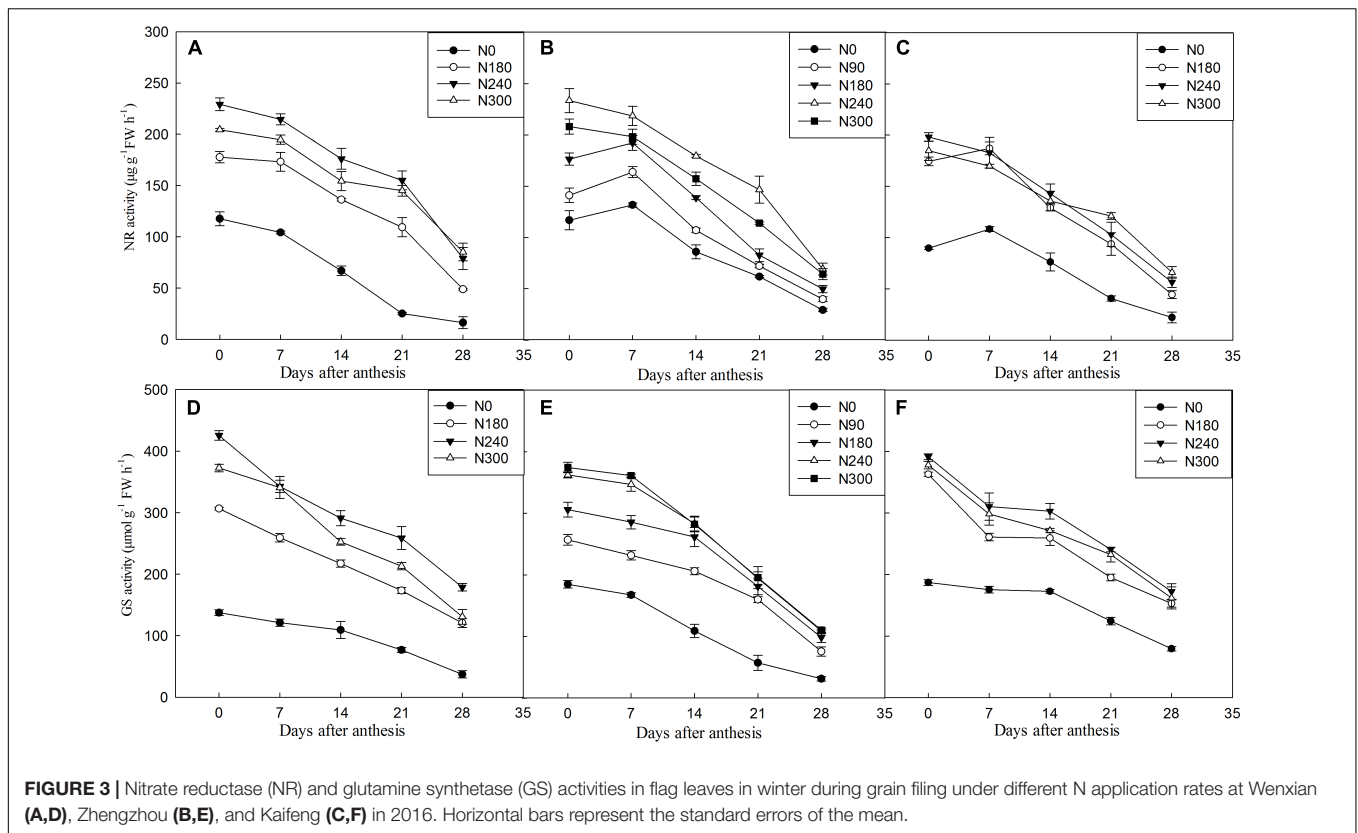 A
N0
N180
N240
N300
B
N0
N90
N180
N240
N300
C
N0
N180
N240
N300
NR activity (µg g⁻¹ FW h⁻¹)
300
250
200
150
100
50
0
0 7 14 21 28 35
Days after anthesis
0 7 14 21 28 35
Days after anthesis
0 7 14 21 28 35
Days after anthesis
D
N0
N180
N240
N300
E
N0
N90
N180
N240
N300
F
N0
N180
N240
N300
GS activity (µmol g⁻¹ FW h⁻¹)
500
400
300
200
100
0
0 7 14 21 28 35
Days after anthesis
0 7 14 21 28 35
Days after anthesis
0 7 14 21 28 35
Days after anthesis
FIGURE 3 | Nitrate reductase (NR) and glutamine synthetase (GS) activities in flag leaves in winter during grain filing under different N application rates at Wenxian
(A,D), Zhengzhou (B,E), and Kaifeng (C,F) in 2016. Horizontal bars represent the standard errors of the mean.